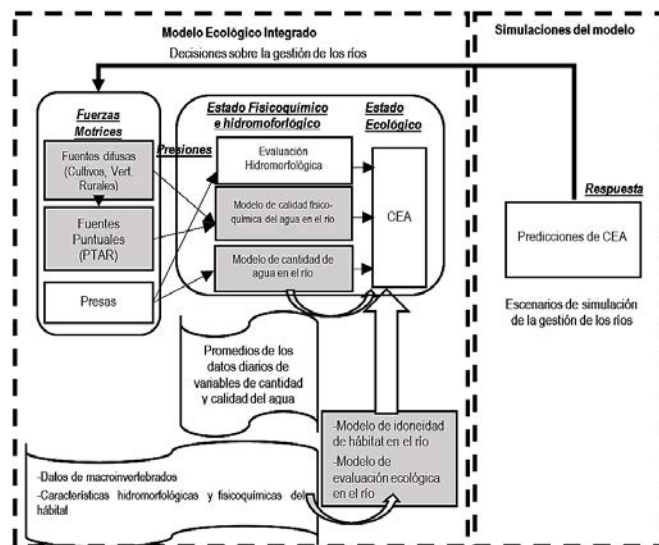 Modelo Ecológico Integrado
Simulaciones del modelo
Decisiones sobre la gestión de los ríos
Fuerzas
Motrices
Fuentes difusas
(Cultivos, Vert.
Rurales)
Fuentes
Puntuales
(PTAR)
Presas
Presiones
Estado Fisicoquímico
e hidromoforlógico
Evaluación
Hidromorfológica
Modelo de calidad físico-
química del agua en el río
Modelo de cantidad de
agua en el río
Estado
Ecológico
CEA
Respuesta
Predicciones de CEA
Escenarios de simulación
de la gestión de los ríos
Promedios de los
datos diarios de
variables de cantidad
y calidad del agua
-Modelo de idoneidad
de hábitat en el río
-Modelo de
evaluación ecológica
en el río
-Datos de macroinvertebrados
-Características hidromorfológicas y fisicoquímicas del
hábitat